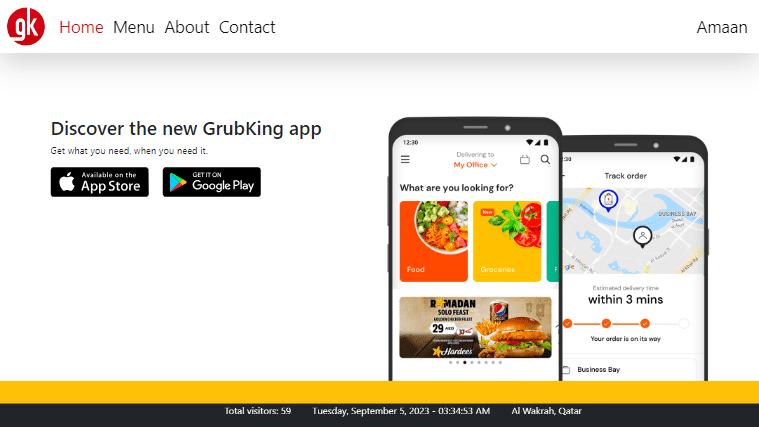 gk
Home Menu About Contact
Amaan
Discover the new GrubKing app
Get what you need, when you need it.
Available on the
App Store
GET IT ON
Google Play
12:30
Delivering to
My Office
What are you looking for?
Food
New
Groceries
F
RAMADAN
SOLO FEAST
29 AED
pepsi
Hardee's
2:30
Track order
BUSINESS BAY
Estimated delivery time
within 3 mins
Your order is on its way
Business Bay
Total visitors: 59 Tuesday, September 5, 2023 - 03:34:53 AM Al Wakrah, Qatar